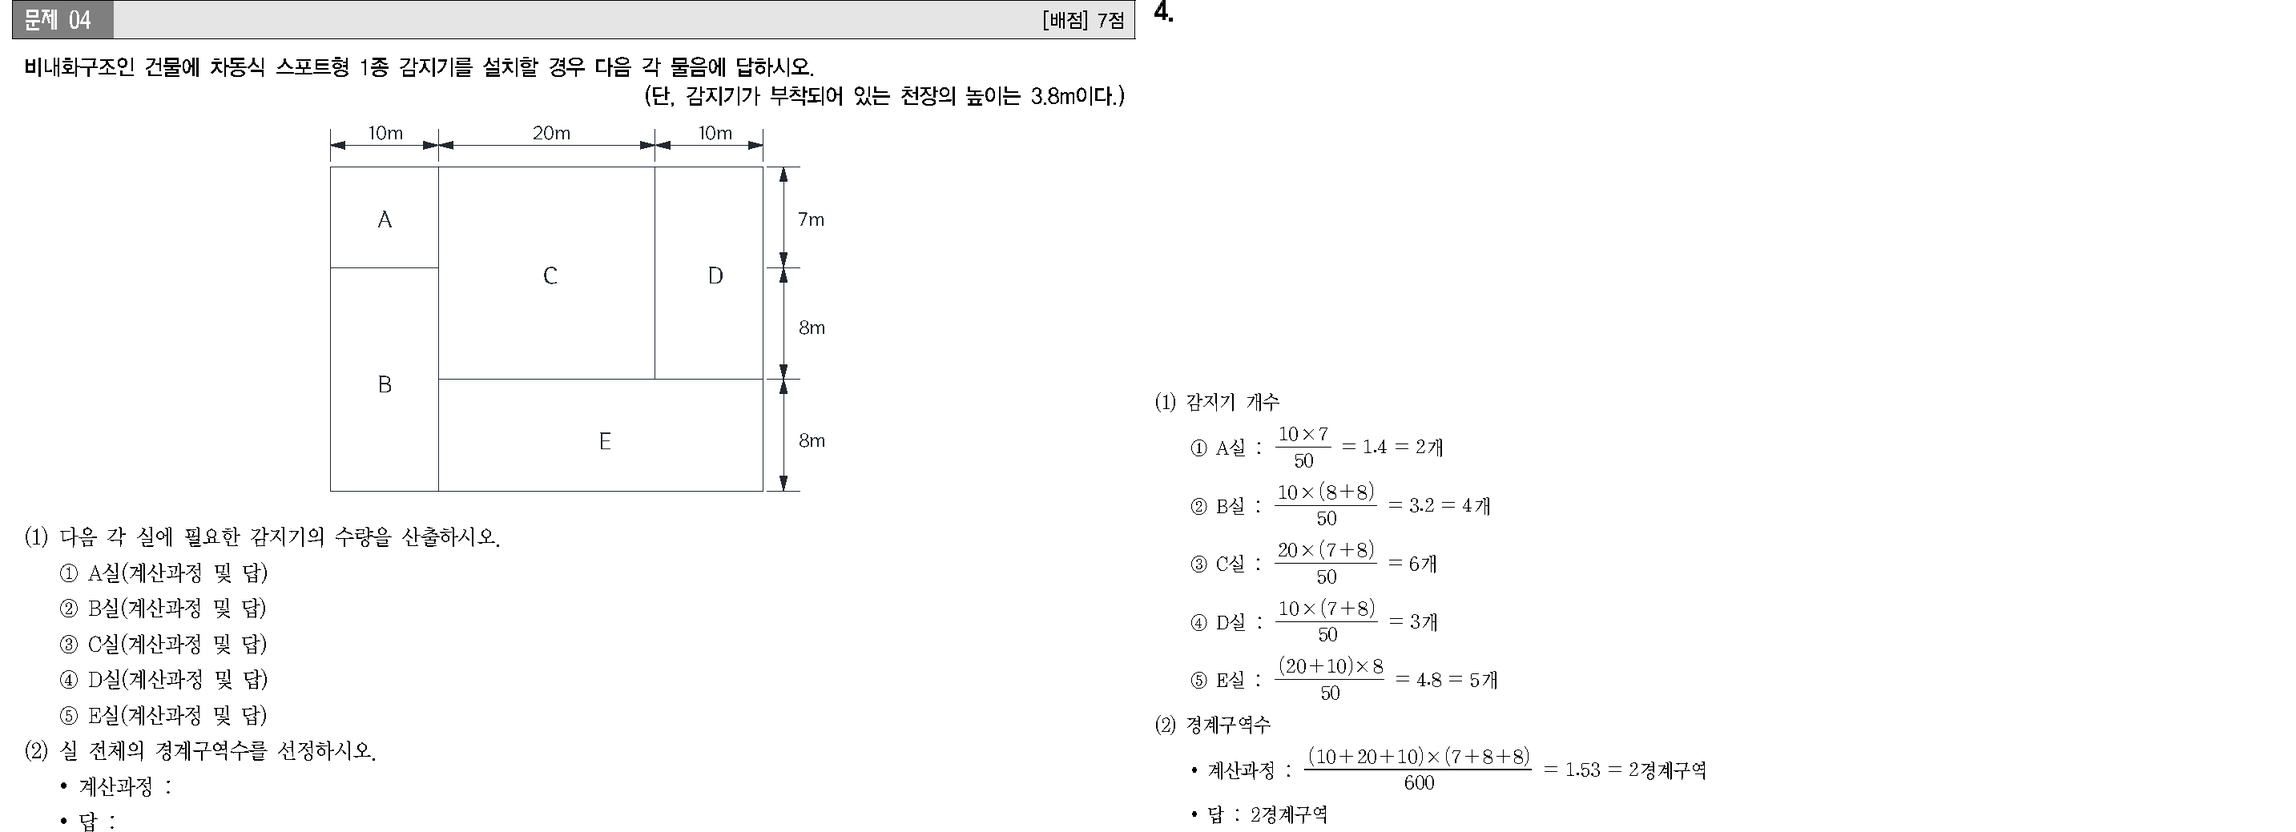 문제 04
[배점] 7점
비내화구조인 건물에 차동식 스포트형 1종 감지기를 설치할 경우 다음 각 물음에 답하시오.
(단, 감지기가 부착되어 있는 천장의 높이는 3.8m이다.)
10m 20m 10m
A
7m
C
D
8m
B
E
8m
(1) 다음 각 실에 필요한 감지기의 수량을 산출하시오.
① A실(계산과정 및 답)
② B실(계산과정 및 답)
③ C실(계산과정 및 답)
④ D실(계산과정 및 답)
⑤ E실(계산과정 및 답)
(2) 실 전체의 경계구역수를 선정하시오.
• 계산과정 :
• 답 :
4.
(1) 감지기 개수
① A실 : 10×7/50 = 1.4 = 2개
② B실 : 10×(8+8)/50 = 3.2 = 4개
③ C실 : 20×(7+8)/50 = 6개
④ D실 : 10×(7+8)/50 = 3개
⑤ E실 : (20+10)×8/50 = 4.8 = 5개
(2) 경계구역수
• 계산과정 : (10+20+10)×(7+8+8)/600 = 1.53 = 2경계구역
• 답 : 2경계구역